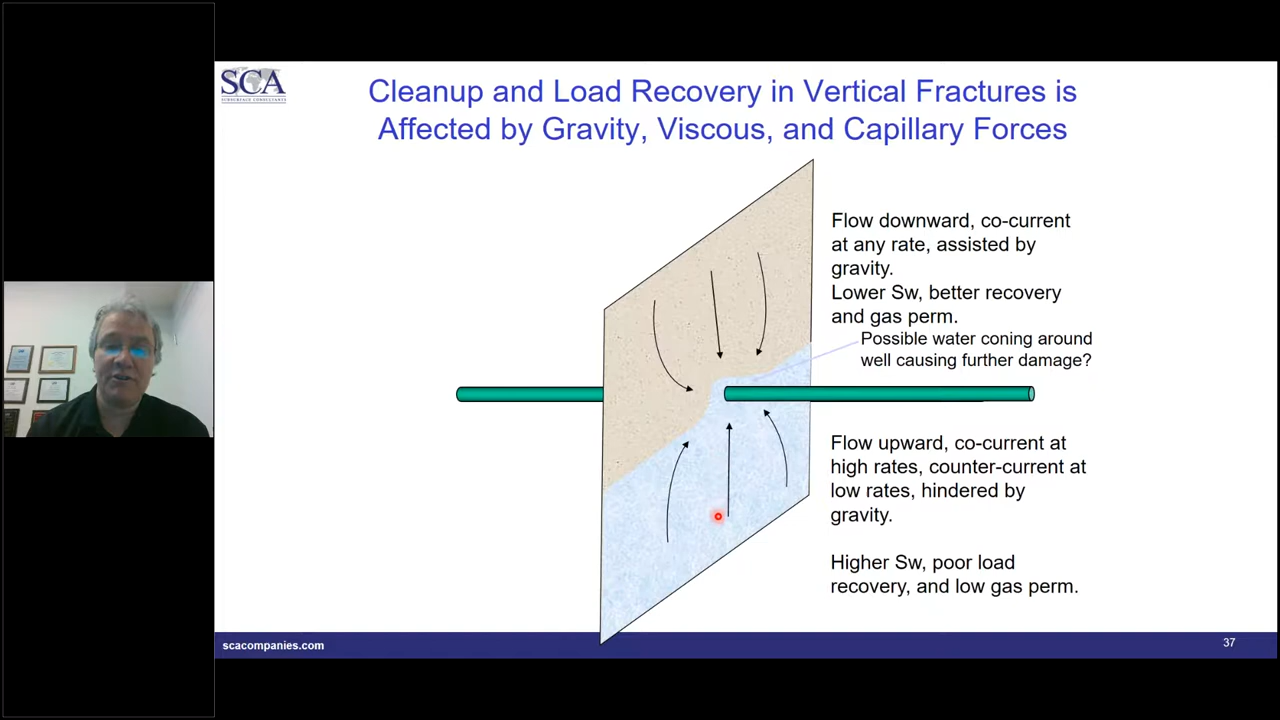 SCA
SUBSURFACE CONSULTANTS
Cleanup and Load Recovery in Vertical Fractures is
Affected by Gravity, Viscous, and Capillary Forces
Flow downward, co-current
at any rate, assisted by
gravity.
Lower Sw, better recovery
and gas perm.
Possible water coning around
well causing further damage?
Flow upward, co-current at
high rates, counter-current at
low rates, hindered by
gravity.
Higher Sw, poor load
recovery, and low gas perm.
scacompanies.com
37